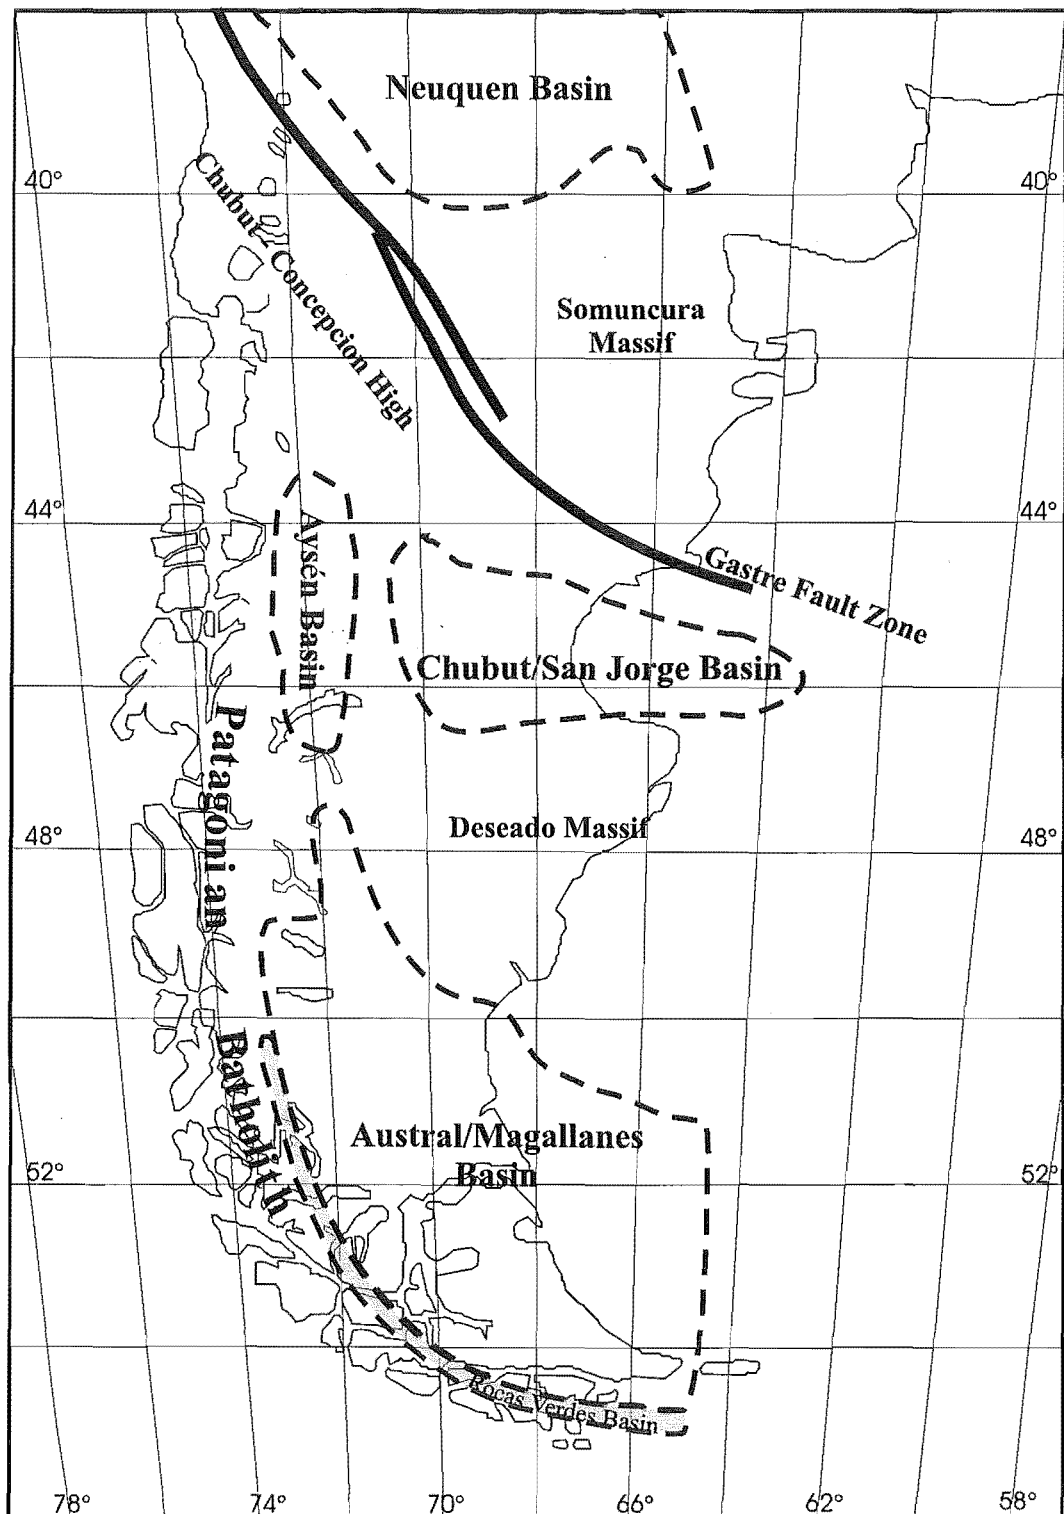 Neuquen Basin
40°
40°
Chubut - Concepcion High
Somuncura
Massif
44°
44°
Aysén Basin
Gastre Fault Zone
Chubut/San Jorge Basin
Patagonian
Deseado Massif
48°
48°
Batholith
Austral/Magallanes
Basin
52°
52°
Rocas Verdes Basin
78°
74°
70°
66°
62°
58°